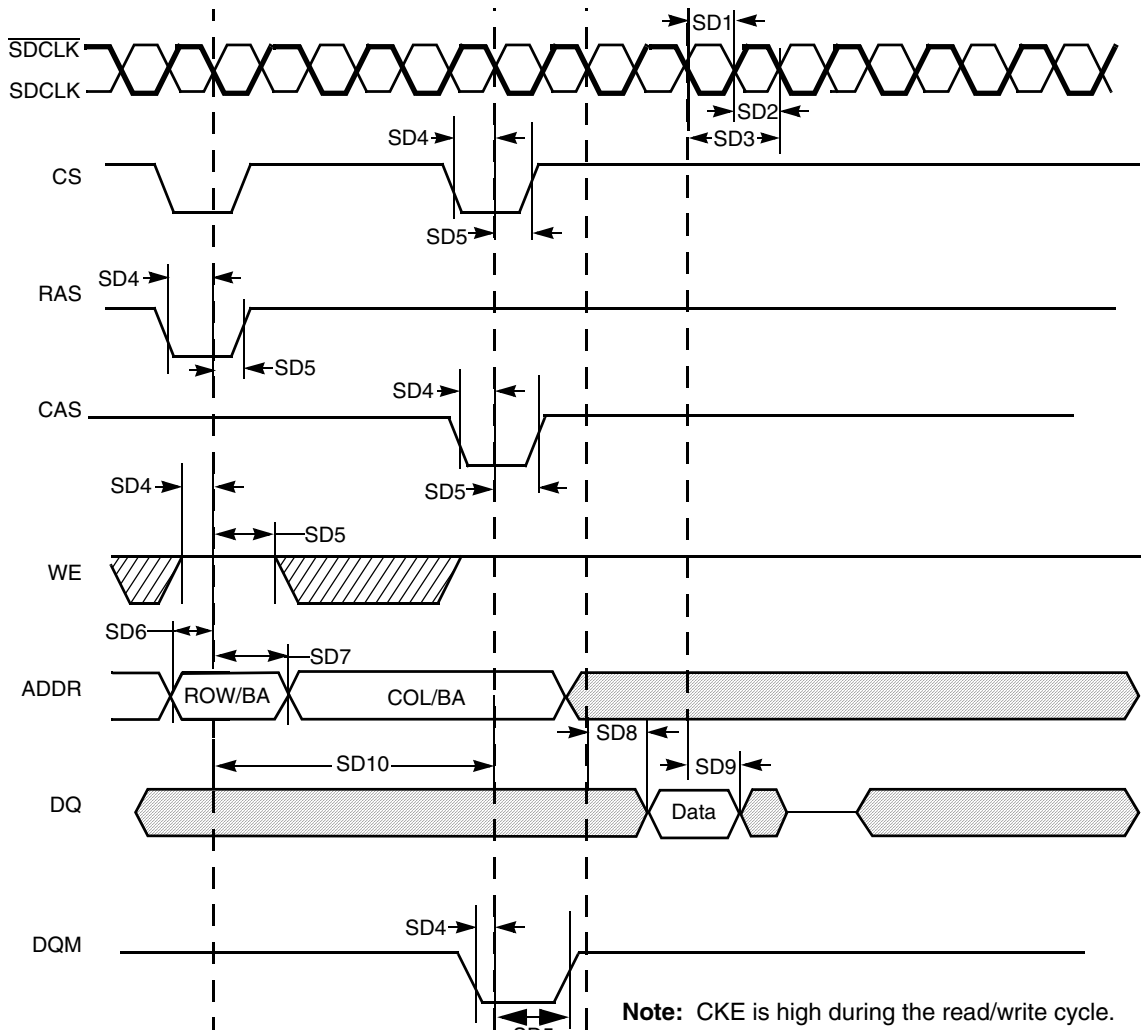 SD1
SDCLK
SDCLK
SD2
SD4
SD3
CS
SD5
SD4
RAS
SD5
SD4
CAS
SD4
SD5
SD5
WE
SD6
SD7
ADDR
ROW/BA
COL/BA
SD8
SD10
SD9
DQ
Data
SD4
DQM
Note: CKE is high during the read/write cycle.
SD5